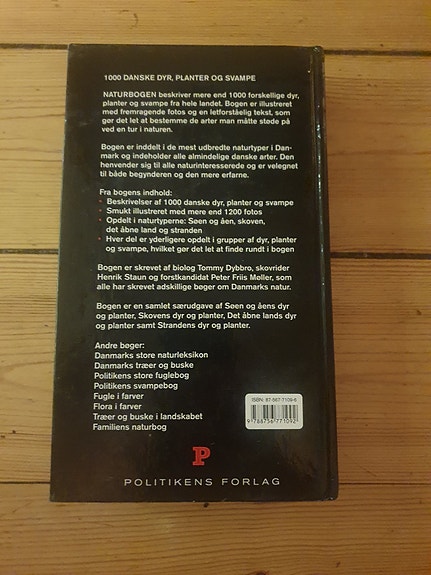 1000 DANSKE DYR, PLANTER OG SVAMPE
NATURBOGEN beskriver mere end 1000 forskellige dyr,
planter og svampe fra hele landet. Bogen er illustreret
med fremragende fotos og en letforståelig tekst, som
gør det let at bestemme de arter man måtte støde på
ved en tur i naturen.
Bogen er inddelt i de mest udbredte naturtyper i Dan-
mark og indeholder alle almindelige danske arter. Den
henvender sig til alle naturinteresserede og er velegnet
til både begynderen og den mere erfarne.
Fra bogens indhold:
• Beskrivelser af 1000 danske dyr, planter og svampe
• Smukt illustreret med mere end 1200 fotos
• Opdelt i naturtyperne: Søen og åen, skoven,
det åbne land og stranden
• Hver del er yderligere opdelt i grupper af dyr, planter
og svampe, hvilket gør det let at finde rundt i bogen
Bogen er skrevet af biolog Tommy Dybbro, skovrider
Henrik Staun og forstkandidat Peter Friis Møller, som
alle har skrevet adskillige bøger om Danmarks natur.
Bogen er en samlet særudgave af Søen og åens dyr
og planter, Skovens dyr og planter, Det åbne lands dyr
og planter samt Strandens dyr og planter.
Andre bøger:
Danmarks store naturleksikon
Danmarks træer og buske
Politikens store fuglebog
Politikens svampebog
Fugle i farver
Flora i farver
Træer og buske i landskabet
Familiens naturbog
ISBN: 87-567-7109-6
9788756771092
P
POLITIKENS FORLAG